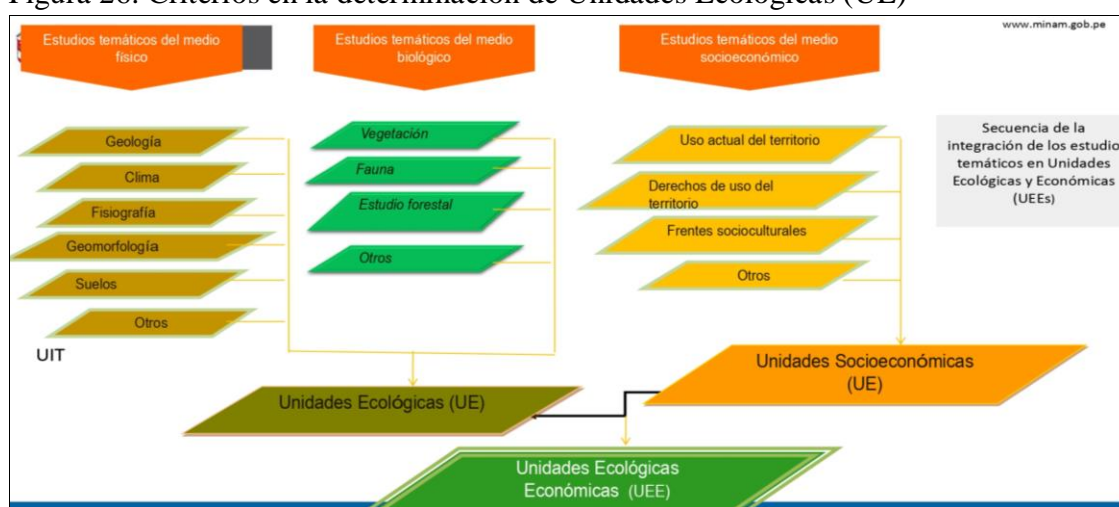 Figura 26. Criterios en la determinación de Unidades Ecológicas (UE)
www.minam.gob.pe
Estudios temáticos del medio
físico
Estudios temáticos del medio
biológico
Estudios temáticos del medio
socioeconómico
Geología
Clima
Fisiografía
Geomorfología
Suelos
Otros
Vegetación
Fauna
Estudio forestal
Otros
Uso actual del territorio
Derechos de uso del
territorio
Frentes socioculturales
Otros
Secuencia de la
integración de los estudio
temáticos en Unidades
Ecológicas y Económicas
(UEEs)
UIT
Unidades Socioeconómicas
(UE)
Unidades Ecológicas (UE)
Unidades Ecológicas
Económicas (UEE)